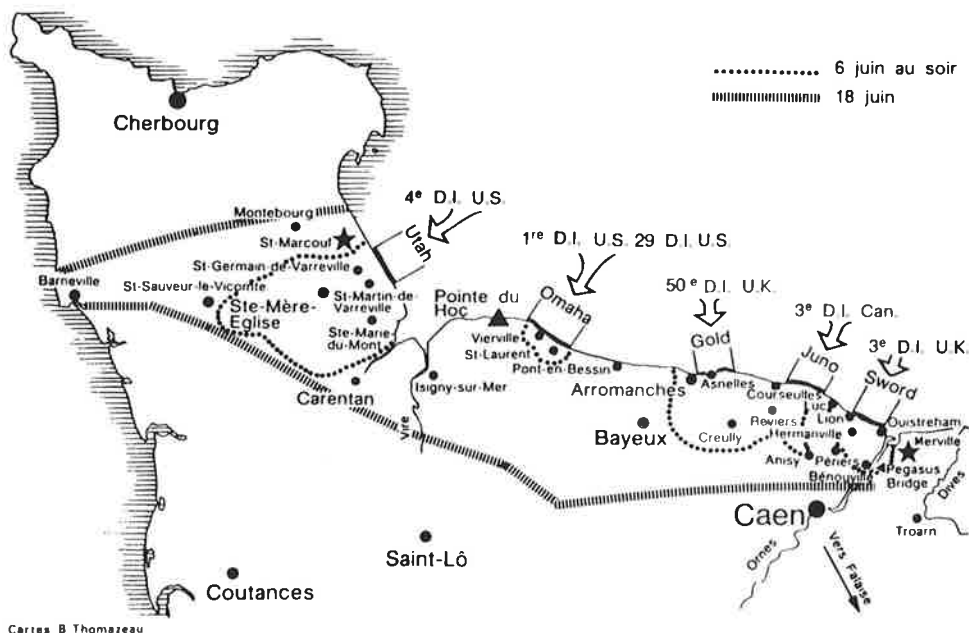 6 juin au soir
18 juin
Cherbourg
4e D.I. U.S.
Montebourg
St-Marcouf
Utah
1re D.I. U.S. 29 D.I. U.S.
St-Germain-de-Varreville
Barneville
St-Sauveur-le-Vicomte
Ste-Mère-
Eglise
St-Martin-de-
Varreville
Ste-Marie-
du-Mont
Pointe du
Hoc
Omaha
50e D.I. U.K.
Vierville
St-Laurent
Pont-en-Bessin
Gold
3e D.I. Can.
Juno
3e D.I. U.K.
Sword
Carentan
Isigny-sur-Mer
Vire
Arromanches
Asnelles
Courseulles
Luc
Lion
Ouistreham
Merville
Bayeux
Creully
Reviers
Hermanville
Anisy
Périers
Bénouville
Pegasus
Bridge
Dives
Caen
Troarn
Ornes
Vers Falaise
Saint-Lô
Coutances
Cartes B Thomazeau